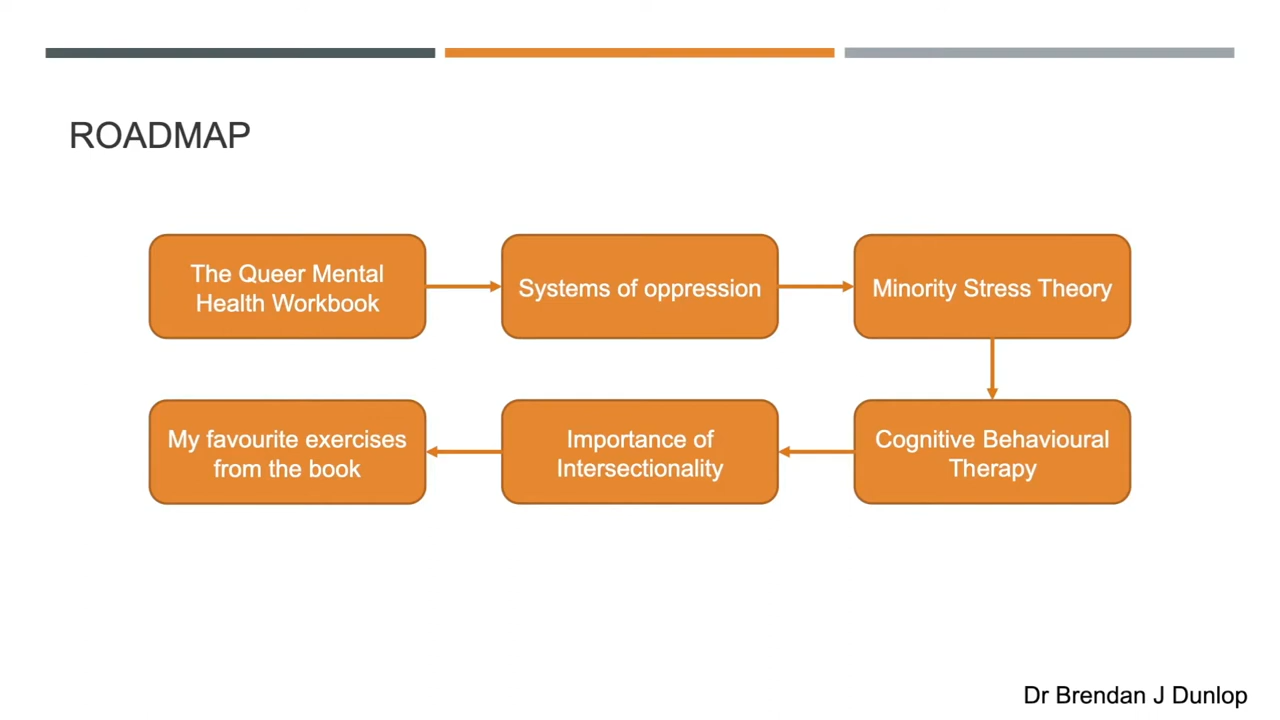 ROADMAP
The Queer Mental
Health Workbook
Systems of oppression
Minority Stress Theory
Cognitive Behavioural
Therapy
Importance of
Intersectionality
My favourite exercises
from the book
Dr Brendan J Dunlop